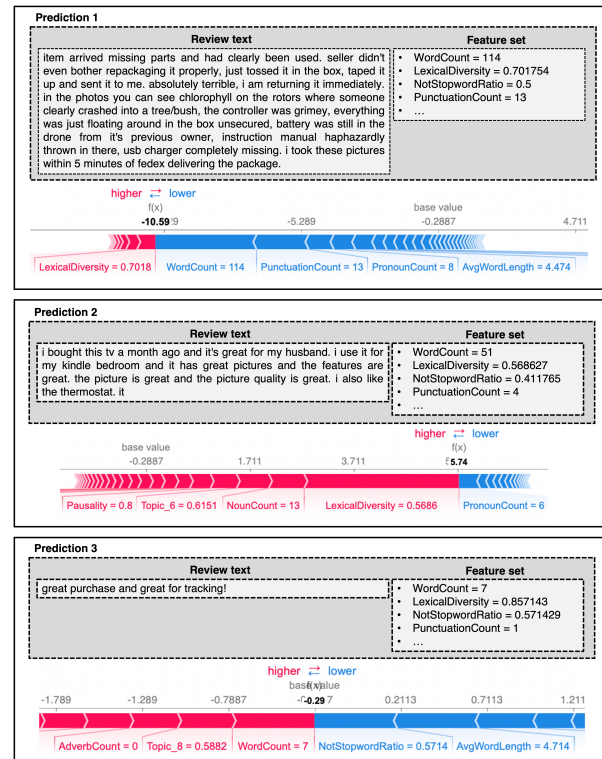 Prediction 1
Review text
item arrived missing parts and had clearly been used. seller didn't
even bother repackaging it properly, just tossed it in the box, taped it
up and sent it to me. absolutely terrible, i am returning it immediately.
in the photos you can see chlorophyll on the rotors where someone
clearly crashed into a tree/bush, the controller was grimey, everything
was just floating around in the box unsecured, battery was still in the
drone from it's previous owner, instruction manual haphazardly
thrown in there, usb charger completely missing. i took these pictures
within 5 minutes of fedex delivering the package.
Feature set
• WordCount = 114
• LexicalDiversity = 0.701754
• NotStopwordRatio = 0.5
• PunctuationCount = 13
• ...
higher ⇄ lower
f(x) base value
-10.59 -5.289 -0.2887 4.711
LexicalDiversity = 0.7018 WordCount = 114 PunctuationCount = 13 PronounCount = 8 AvgWordLength = 4.474
Prediction 2
Review text
i bought this tv a month ago and it's great for my husband. i use it for
my kindle bedroom and it has great pictures and the features are
great. the picture is great and the picture quality is great. i also like
the thermostat. it
Feature set
• WordCount = 51
• LexicalDiversity = 0.568627
• NotStopwordRatio = 0.411765
• PunctuationCount = 4
• ...
higher ⇄ lower
base value f(x)
-0.2887 1.711 3.711 5.74
Pausality = 0.8 Topic_6 = 0.6151 NounCount = 13 LexicalDiversity = 0.5686 PronounCount = 6
Prediction 3
Review text
great purchase and great for tracking!
Feature set
• WordCount = 7
• LexicalDiversity = 0.857143
• NotStopwordRatio = 0.571429
• PunctuationCount = 1
• ...
higher ⇄ lower
base value f(x)
-1.789 -1.289 -0.7887 -0.29 0.2113 0.7113 1.211
AdverbCount = 0 Topic_8 = 0.5882 WordCount = 7 NotStopwordRatio = 0.5714 AvgWordLength = 4.714